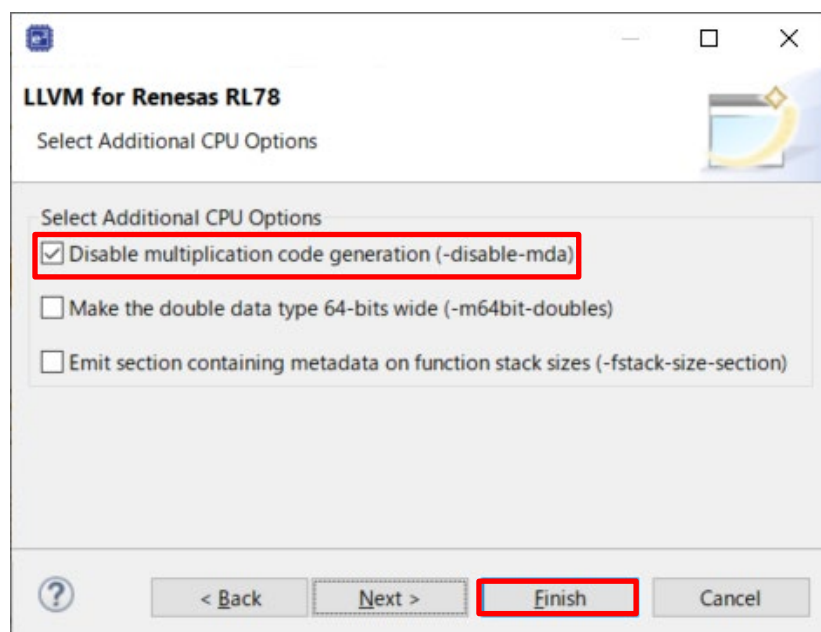 LLVM for Renesas RL78
Select Additional CPU Options
Select Additional CPU Options
Disable multiplication code generation (-disable-mda)
Make the double data type 64-bits wide (-m64bit-doubles)
Emit section containing metadata on function stack sizes (-fstack-size-section)
? < Back Next > Finish Cancel